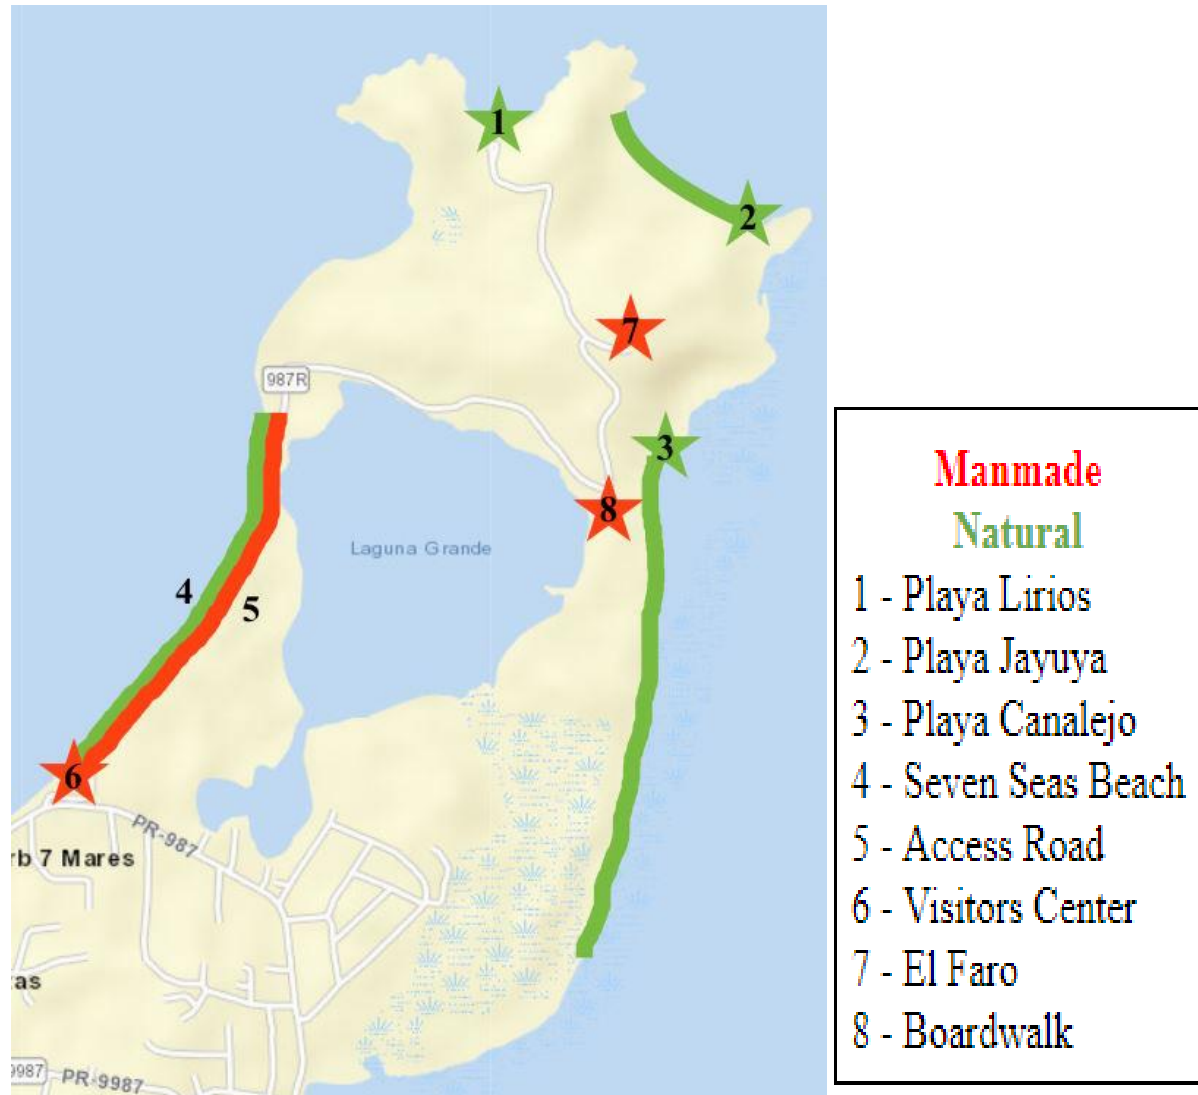 1
2
7
987R
3
8
Laguna Grande
4
5
6
PR-987
rb 7 Mares
as
9987
PR-9987
Manmade
Natural
1 - Playa Lirios
2 - Playa Jayuya
3 - Playa Canalejo
4 - Seven Seas Beach
5 - Access Road
6 - Visitors Center
7 - El Faro
8 - Boardwalk